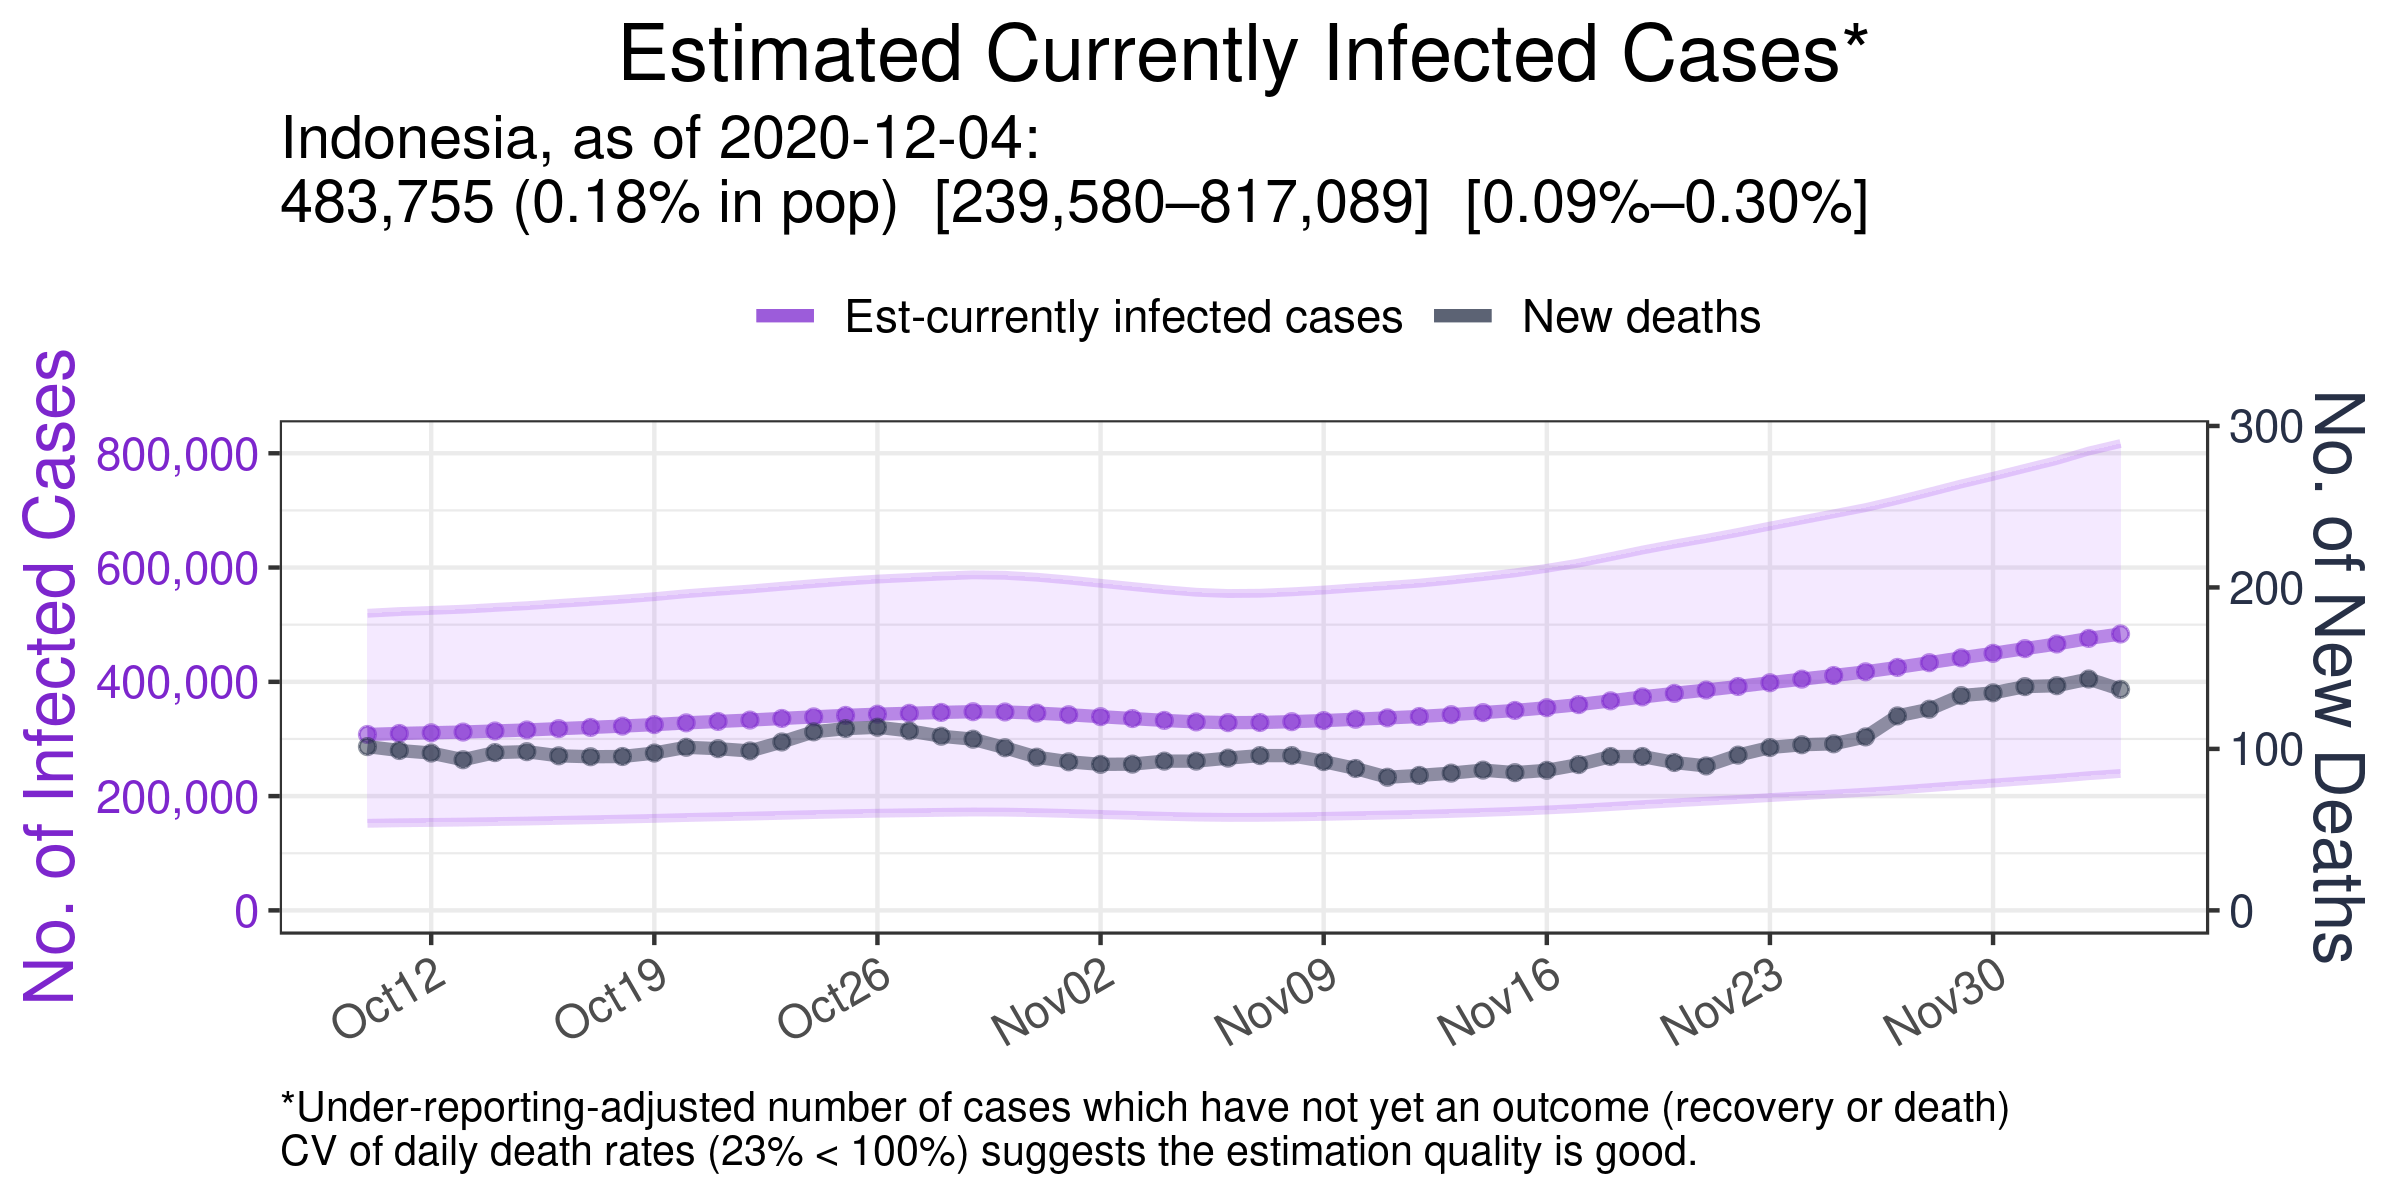 Estimated Currently Infected Cases*
Indonesia, as of 2020-12-04:
483,755 (0.18% in pop)  [239,580–817,089]  [0.09%–0.30%]
Est-currently infected cases
New deaths
No. of Infected Cases
800,000
600,000
400,000
200,000
0
300
200
100
0
No. of New Deaths
Oct12
Oct19
Oct26
Nov02
Nov09
Nov16
Nov23
Nov30
*Under-reporting-adjusted number of cases which have not yet an outcome (recovery or death)
CV of daily death rates (23% < 100%) suggests the estimation quality is good.